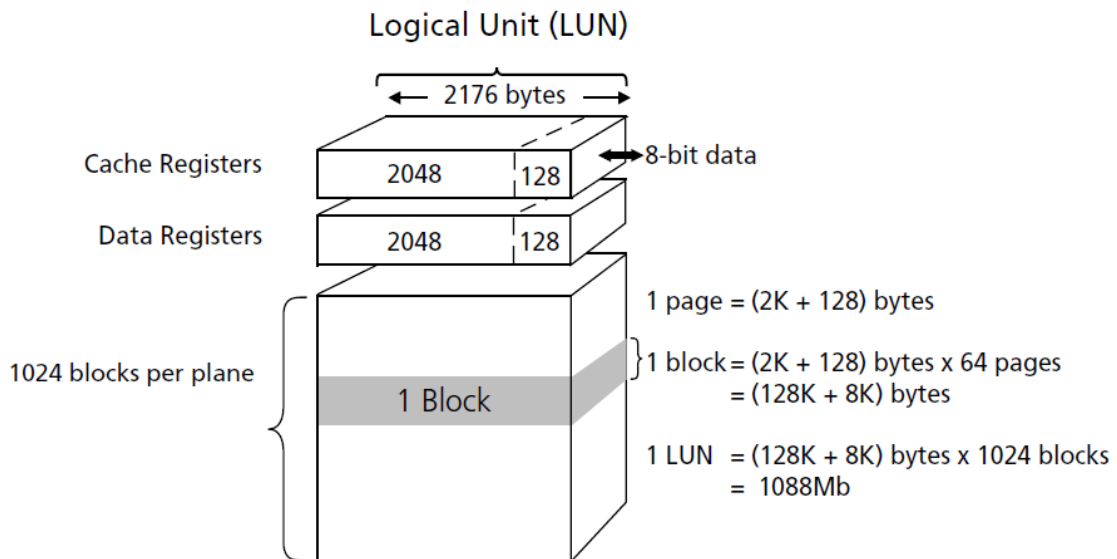 Logical Unit (LUN)
2176 bytes
Cache Registers
2048
128
8-bit data
Data Registers
2048
128
1 page = (2K + 128) bytes
1024 blocks per plane
1 Block
1 block = (2K + 128) bytes x 64 pages
= (128K + 8K) bytes
1 LUN = (128K + 8K) bytes x 1024 blocks
= 1088Mb